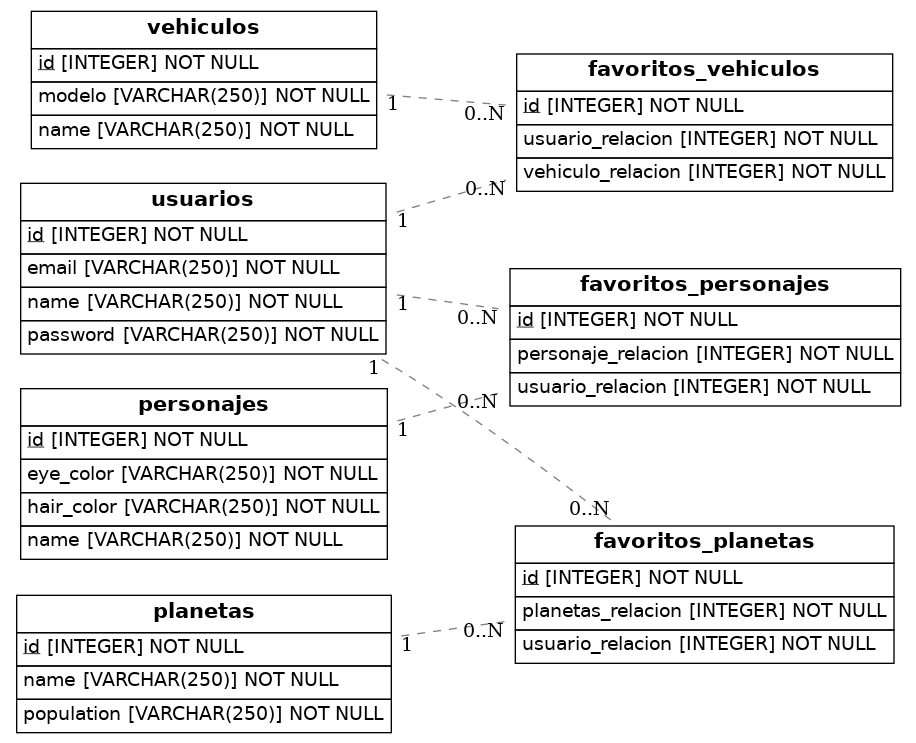 vehiculos
id [INTEGER] NOT NULL
modelo [VARCHAR(250)] NOT NULL
name [VARCHAR(250)] NOT NULL
favoritos_vehiculos
id [INTEGER] NOT NULL
usuario_relacion [INTEGER] NOT NULL
vehiculo_relacion [INTEGER] NOT NULL
1
0..N
usuarios
id [INTEGER] NOT NULL
email [VARCHAR(250)] NOT NULL
name [VARCHAR(250)] NOT NULL
password [VARCHAR(250)] NOT NULL
1
0..N
favoritos_personajes
id [INTEGER] NOT NULL
personaje_relacion [INTEGER] NOT NULL
usuario_relacion [INTEGER] NOT NULL
1
0..N
personajes
id [INTEGER] NOT NULL
eye_color [VARCHAR(250)] NOT NULL
hair_color [VARCHAR(250)] NOT NULL
name [VARCHAR(250)] NOT NULL
1
0..N
1
0..N
favoritos_planetas
id [INTEGER] NOT NULL
planetas_relacion [INTEGER] NOT NULL
usuario_relacion [INTEGER] NOT NULL
planetas
id [INTEGER] NOT NULL
name [VARCHAR(250)] NOT NULL
population [VARCHAR(250)] NOT NULL
1
0..N